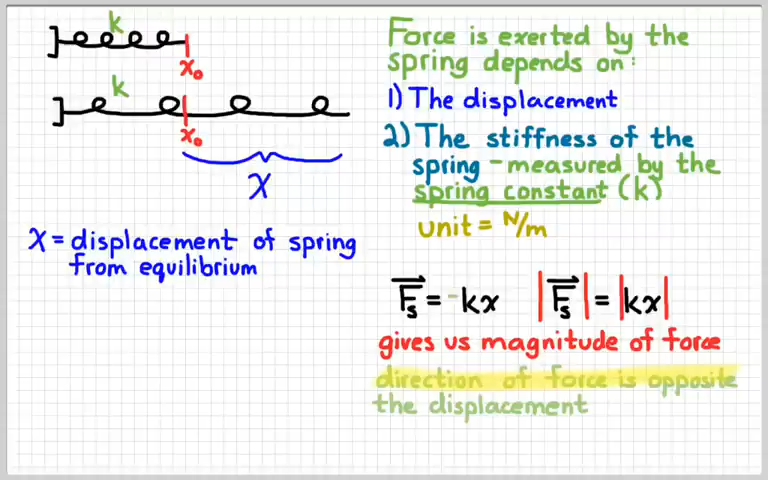 k
x₀
k
x₀
x
x = displacement of spring
from equilibrium
Force is exerted by the
spring depends on:
1) The displacement
2) The stiffness of the
spring - measured by the
spring constant (k)
unit = N/m
F⃗s = -kx |F⃗s| = |kx|
gives us magnitude of force
direction of force is opposite
the displacement